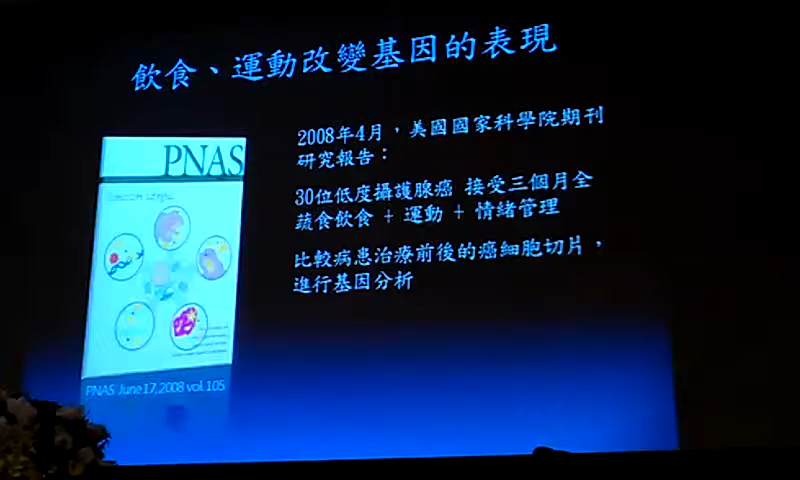 飲食、運動改變基因的表現
2008年4月，美國國家科學院期刊
研究報告：
30位低度攝護腺癌 接受三個月全
蔬食飲食 + 運動 + 情緒管理
比較病患治療前後的癌細胞切片，
進行基因分析
PNAS
PNAS June17,2008 vol.105